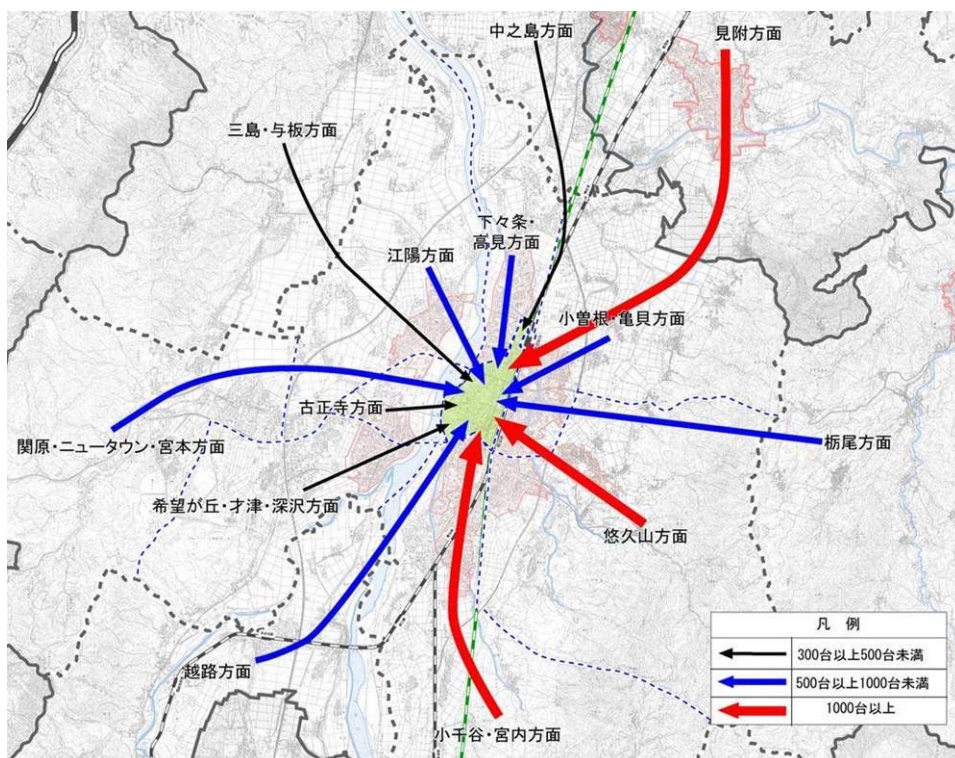 中之島方面
見附方面
三島・与板方面
下々条・
高見方面
江陽方面
小曽根・亀貝方面
古正寺方面
関原・ニュータウン・宮本方面
栃尾方面
希望が丘・才津・深沢方面
悠久山方面
越路方面
小千谷・宮内方面
凡 例
300台以上500台未満
500台以上1000台未満
1000台以上